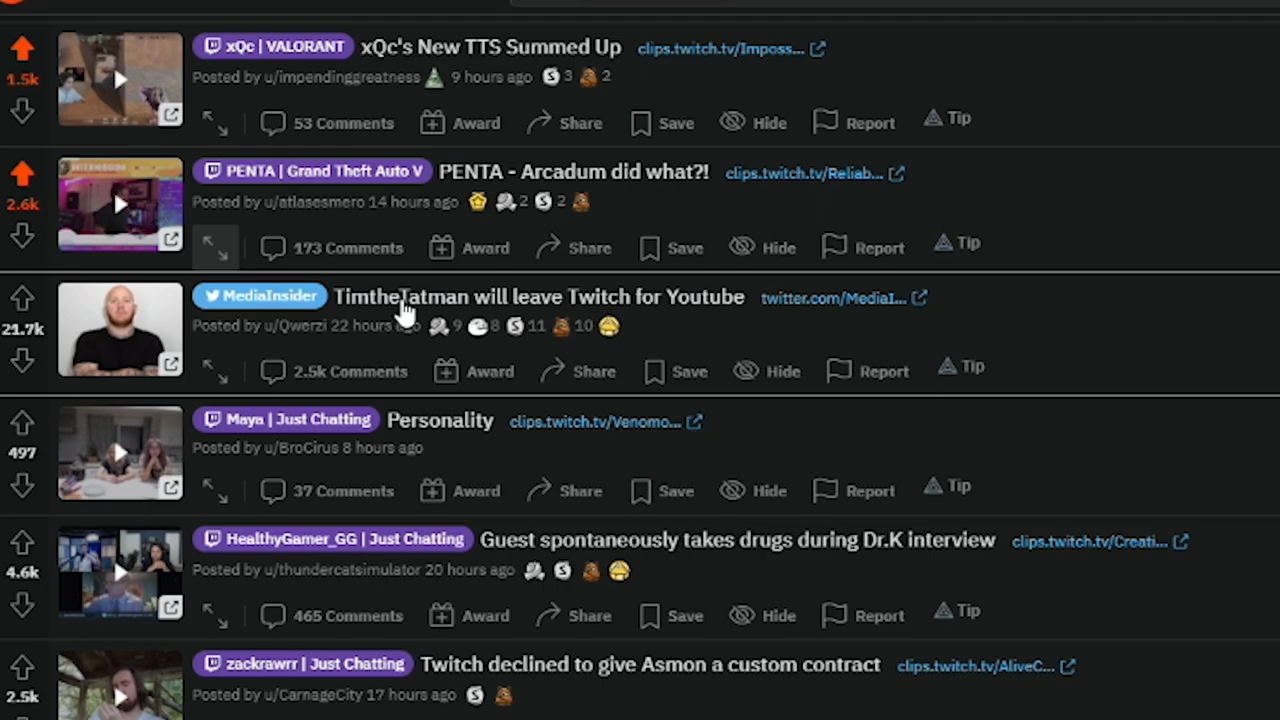 xQc | VALORANT xQc's New TTS Summed Up clips.twitch.tv/Imposs...
1.5k Posted by u/impendinggreatness 9 hours ago 3 2
53 Comments Award Share Save Hide Report Tip
PENTA | Grand Theft Auto V PENTA - Arcadum did what?! clips.twitch.tv/Reliab...
2.6k Posted by u/atlasesmero 14 hours ago 2 2
173 Comments Award Share Save Hide Report Tip
MediaInsider TimtheTatman will leave Twitch for Youtube twitter.com/MediaI...
21.7k Posted by u/Qwerzi 22 hours ago 9 8 11 10
2.5k Comments Award Share Save Hide Report Tip
Maya | Just Chatting Personality clips.twitch.tv/Venomo...
497 Posted by u/BroCirus 8 hours ago
37 Comments Award Share Save Hide Report Tip
HealthyGamer_GG | Just Chatting Guest spontaneously takes drugs during Dr.K interview clips.twitch.tv/Creati...
4.6k Posted by u/thundercatsimulator 20 hours ago
465 Comments Award Share Save Hide Report Tip
zackrawrr | Just Chatting Twitch declined to give Asmon a custom contract clips.twitch.tv/AliveC...
2.5k Posted by u/CarnageCity 17 hours ago